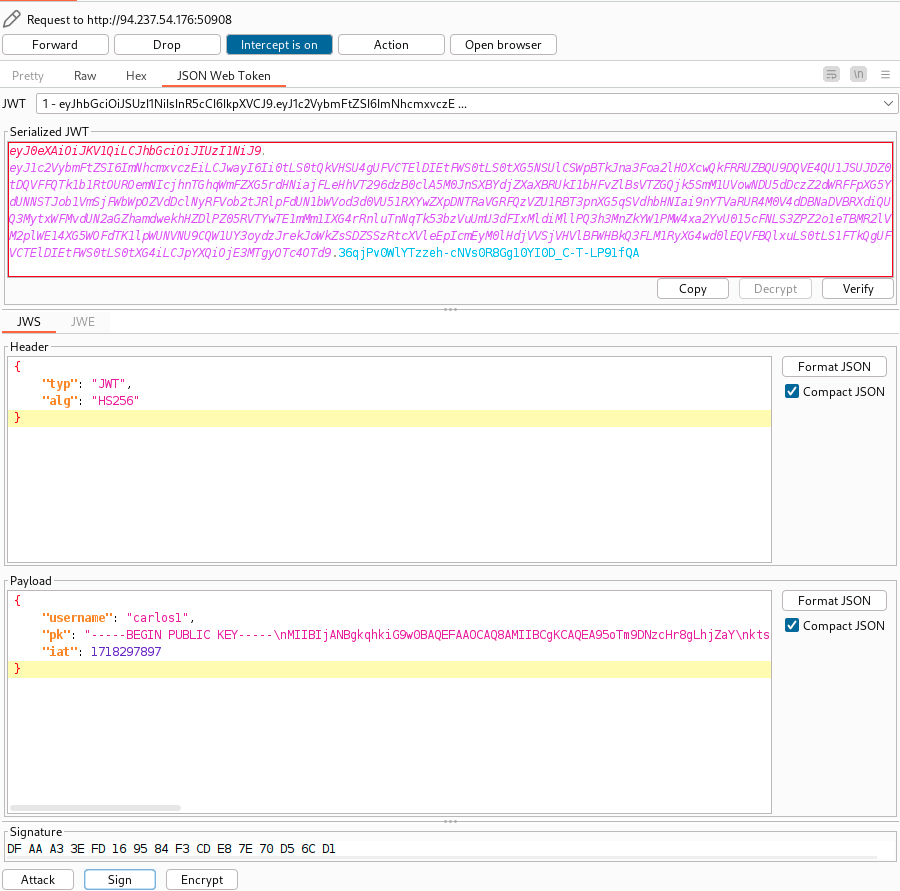 Request to http://94.237.54.176:50908
Forward Drop Intercept is on Action Open browser
Pretty Raw Hex JSON Web Token \n
JWT 1 - eyJhbGciOiJSUzI1NiIsInR5cCI6IkpXVCJ9.eyJ1c2VybmFtZSI6ImNhcmxvczE ...
Serialized JWT
eyJ0eXAiOiJKV1QiLCJhbGciOiJIUzI1NiJ9.
Copy Decrypt Verify
JWS JWE
Header
{
"typ": "JWT",
"alg": "HS256"
}
Format JSON
Compact JSON
Payload
{
"username": "carlos1",
"pk": "-----BEGIN PUBLIC KEY-----\nMIIBIjANBgkqhkiG9w0BAQEFAAOCAQ8AMIIBCgKCAQEA95oTm9DNzcHr8gLhjZaY\nkts
"iat": 1718297897
}
Format JSON
Compact JSON
Signature
DF AA A3 3E FD 16 95 84 F3 CD E8 7E 70 D5 6C D1
Attack Sign Encrypt